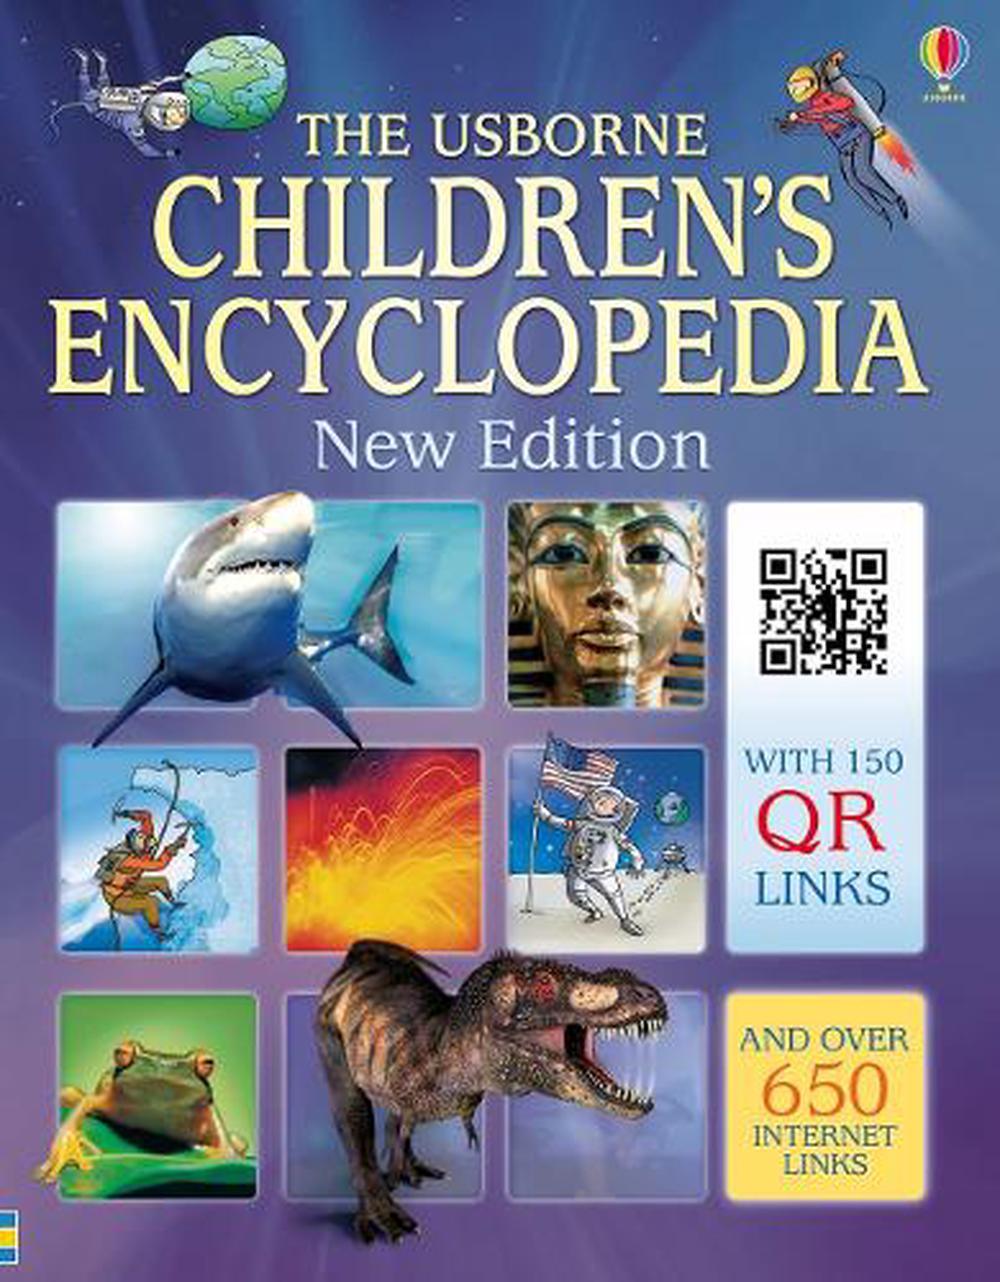 THE USBORNE
CHILDREN'S
ENCYCLOPEDIA
New Edition
WITH 150
QR
LINKS
AND OVER
650
INTERNET
LINKS